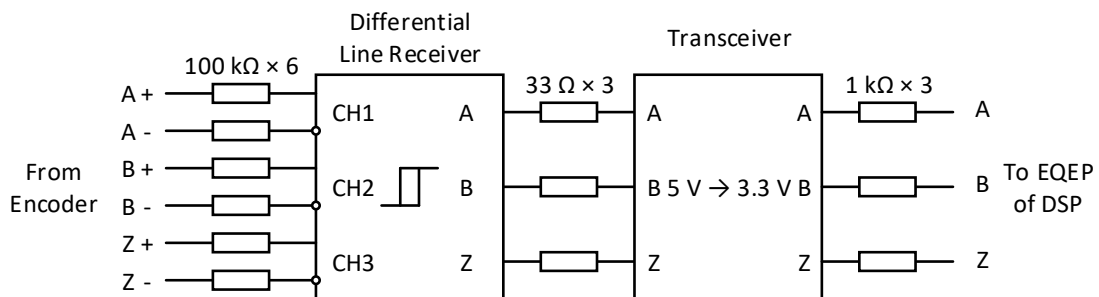 Differential
Line Receiver
Transceiver
100 kΩ × 6
33 Ω × 3
1 kΩ × 3
A +
A -
B +
B -
Z +
Z -
From
Encoder
CH1
CH2
CH3
A
B
Z
A
B
Z
5 V → 3.3 V
A
B
Z
A
B
Z
To EQEP
of DSP